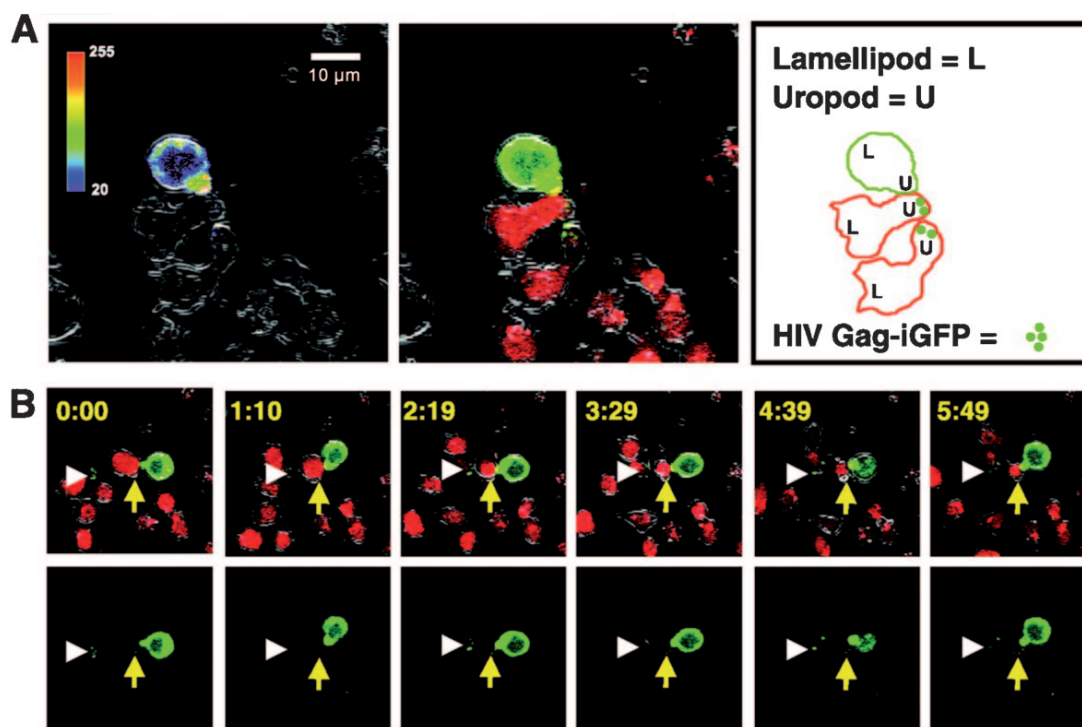 A
255
20
10 µm
Lamellipod = L
Uropod = U
L
U
U
L
U
L
HIV Gag-iGFP =
B
0:00
1:10
2:19
3:29
4:39
5:49